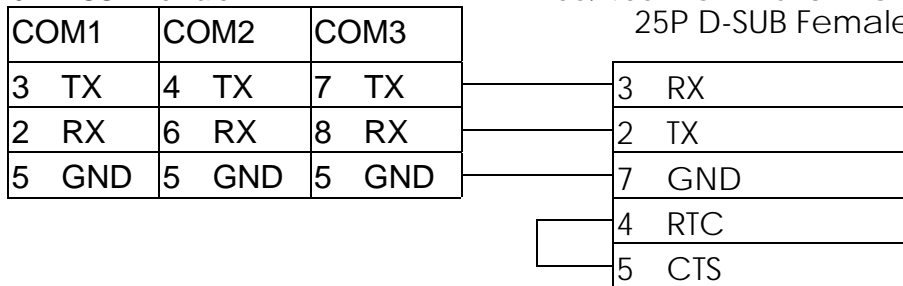 25P D-SUB Female
COM1 COM2 COM3
3 TX 4 TX 7 TX
2 RX 6 RX 8 RX
5 GND 5 GND 5 GND
3 RX
2 TX
7 GND
4 RTC
5 CTS